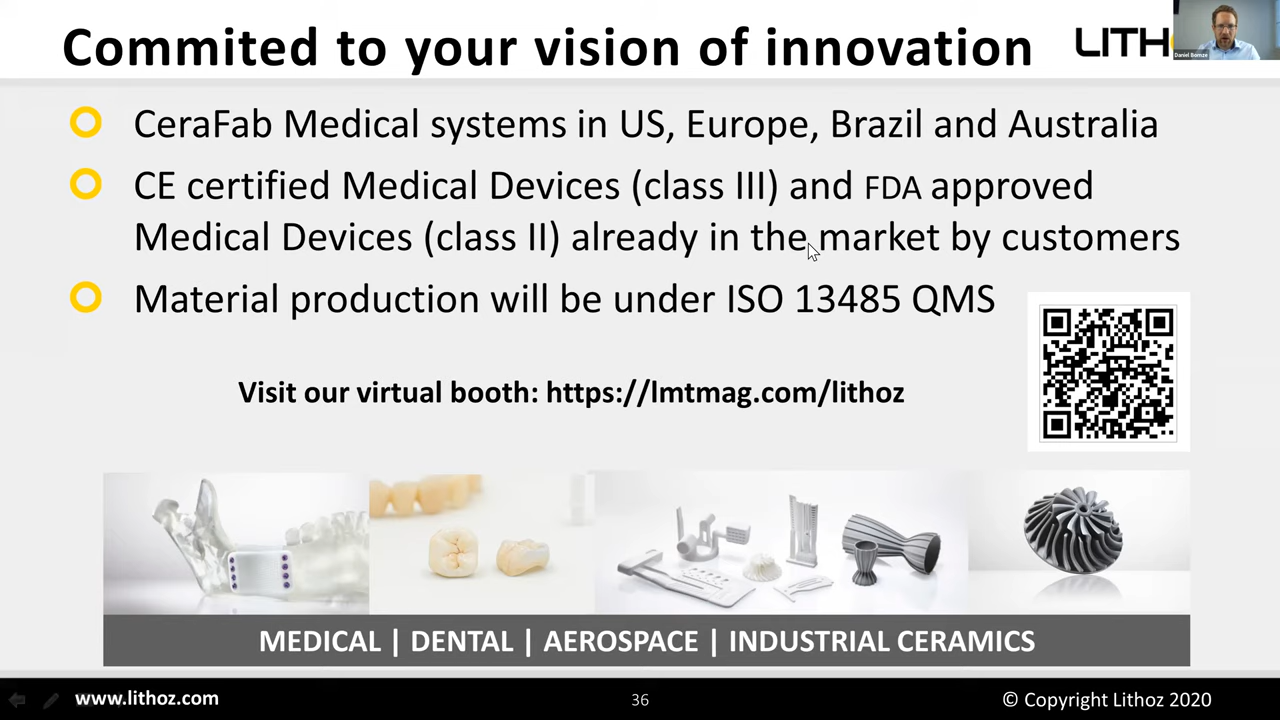 Commited to your vision of innovation
LITH
Daniel Bomze
CeraFab Medical systems in US, Europe, Brazil and Australia
CE certified Medical Devices (class III) and FDA approved
Medical Devices (class II) already in the market by customers
Material production will be under ISO 13485 QMS
Visit our virtual booth: https://lmtmag.com/lithoz
MEDICAL | DENTAL | AEROSPACE | INDUSTRIAL CERAMICS
www.lithoz.com
36
© Copyright Lithoz 2020